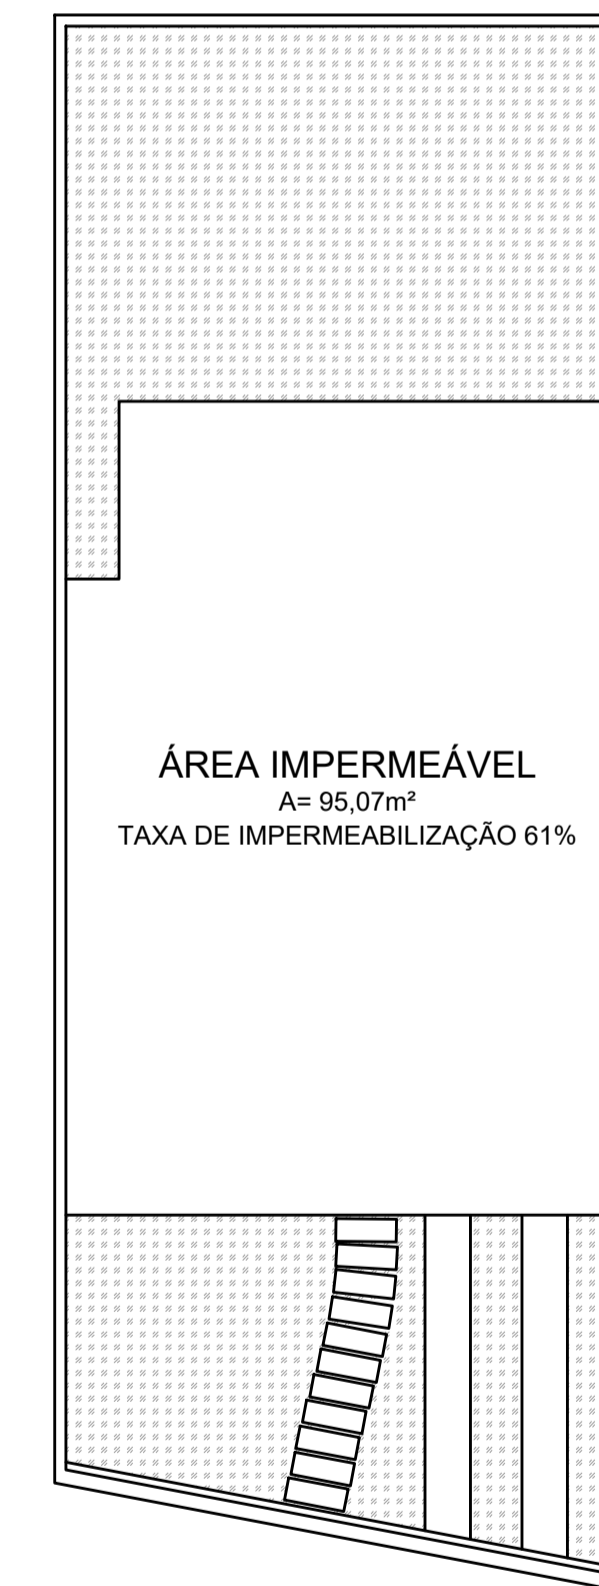 ÁREA IMPERMEÁVEL
A= 95,07m²
TAXA DE IMPERMEABILIZAÇÃO 61%